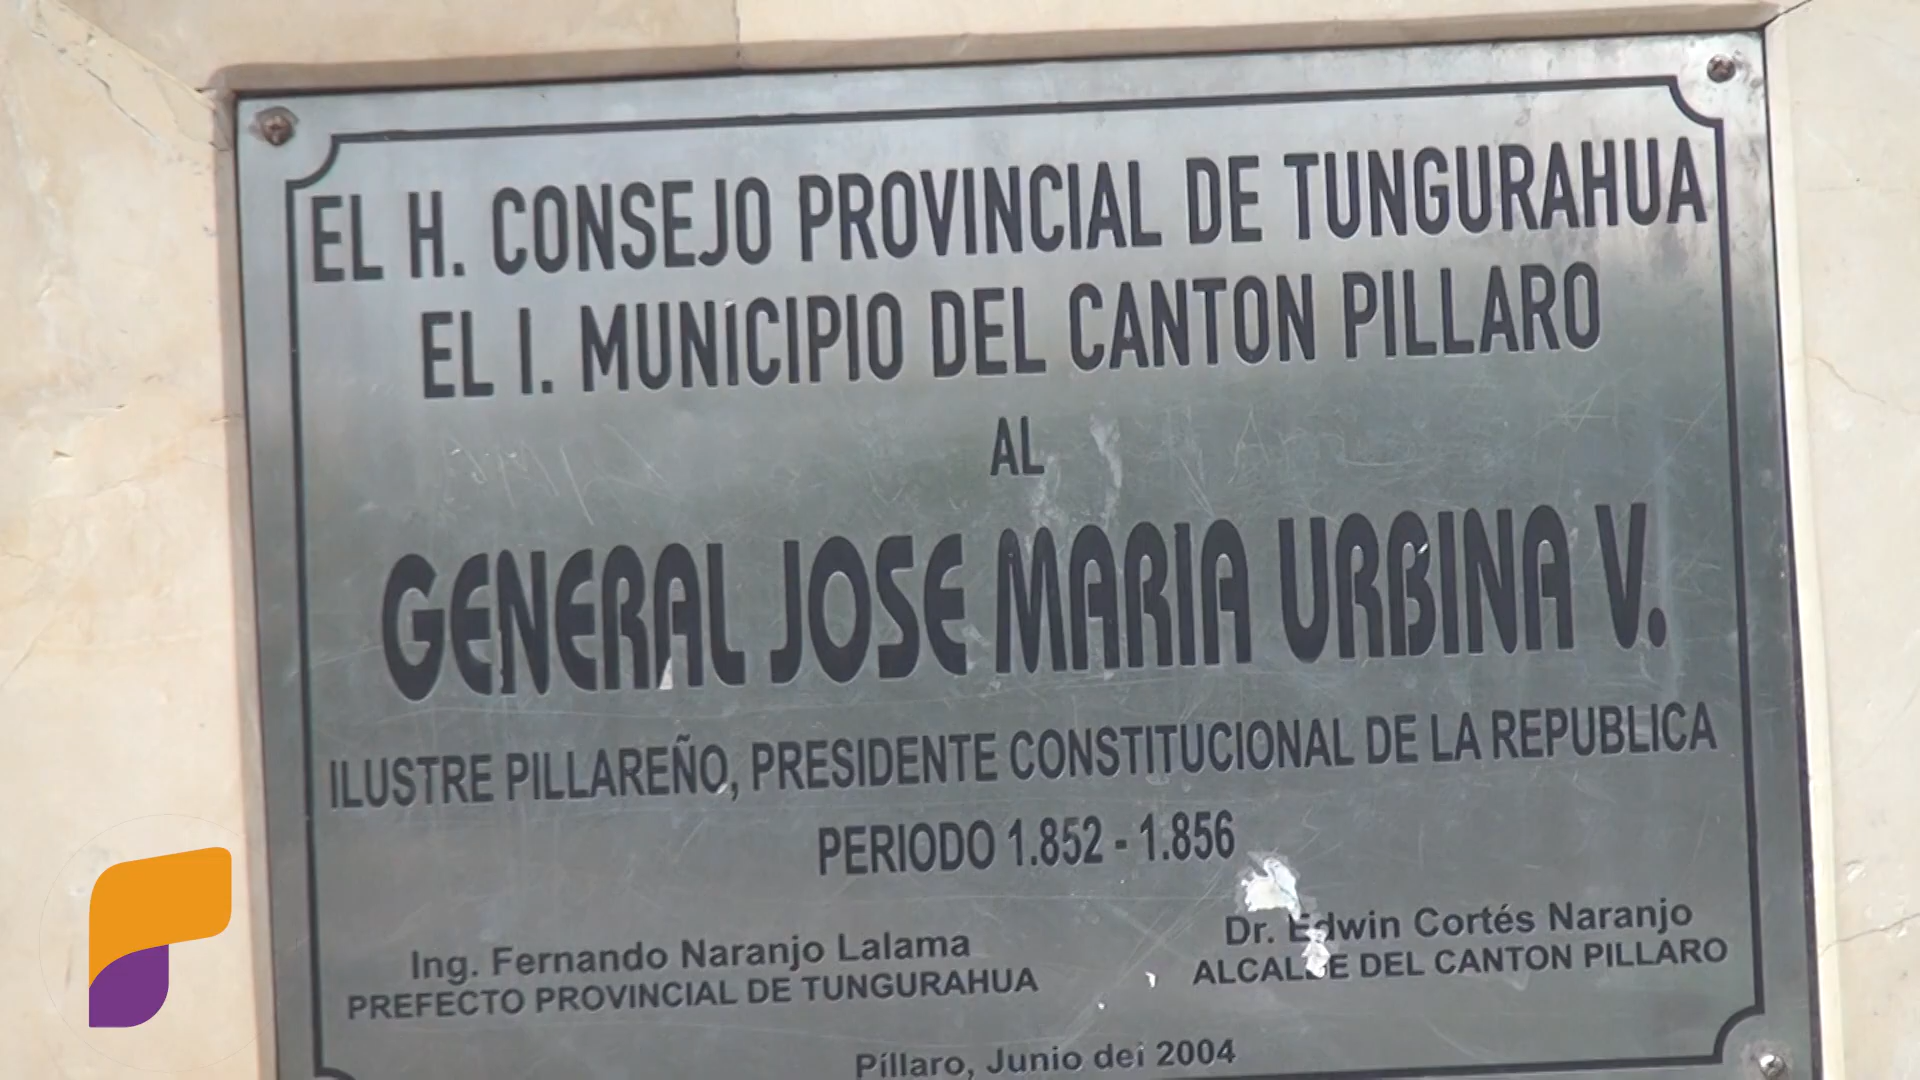 EL H. CONSEJO PROVINCIAL DE TUNGURAHUA
EL I. MUNICIPIO DEL CANTON PILLARO
AL
GENERAL JOSE MARIA URBINA V.
ILUSTRE PILLAREÑO, PRESIDENTE CONSTITUCIONAL DE LA REPUBLICA
PERIODO 1.852 - 1.856
Ing. Fernando Naranjo Lalama
PREFECTO PROVINCIAL DE TUNGURAHUA
Dr. Edwin Cortés Naranjo
ALCALDE DEL CANTON PILLARO
Píllaro, Junio del 2004